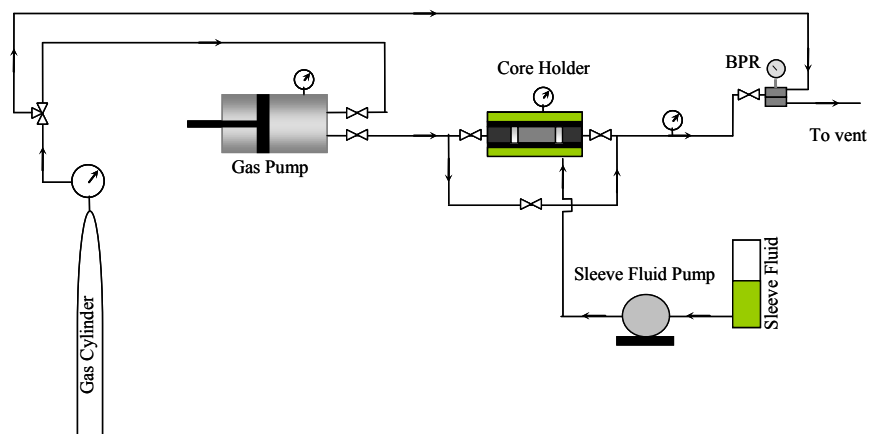 Core Holder
BPR
To vent
Gas Pump
Sleeve Fluid Pump
Sleeve Fluid
Gas Cylinder